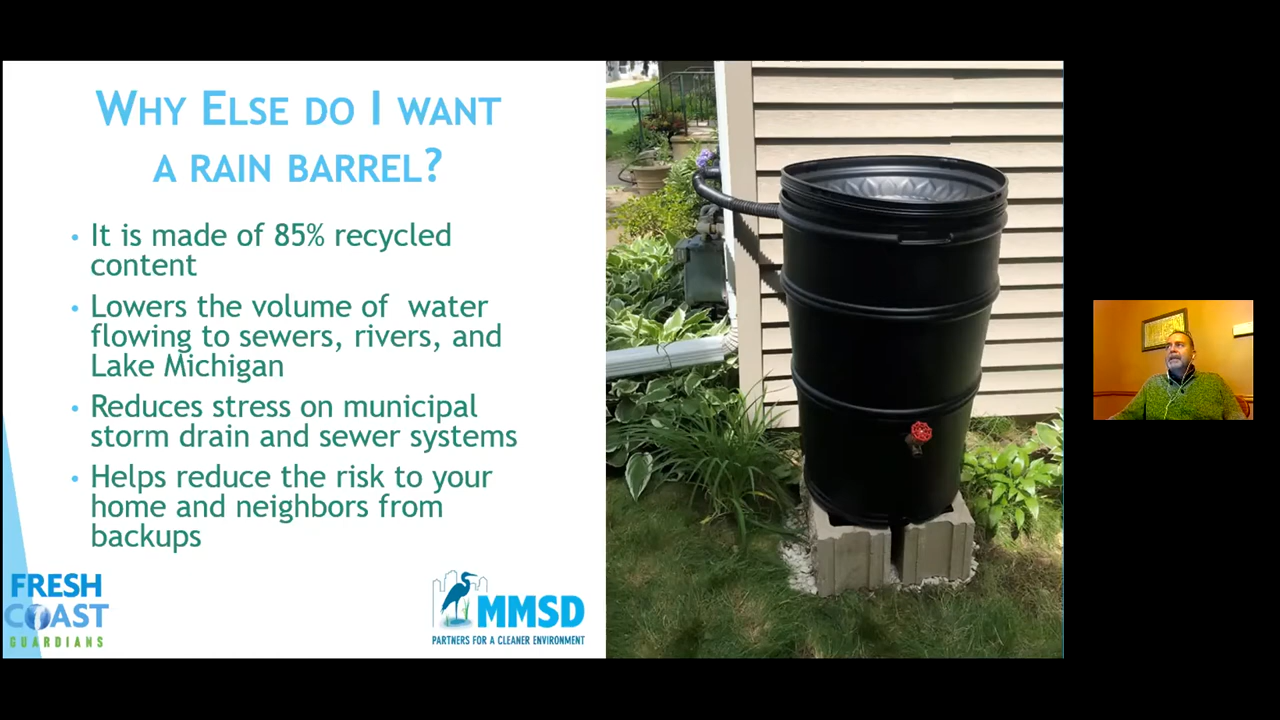 WHY ELSE DO I WANT
A RAIN BARREL?
• It is made of 85% recycled
content
• Lowers the volume of  water
flowing to sewers, rivers, and
Lake Michigan
• Reduces stress on municipal
storm drain and sewer systems
• Helps reduce the risk to your
home and neighbors from
backups
FRESH
COAST
GUARDIANS
MMSD
PARTNERS FOR A CLEANER ENVIRONMENT